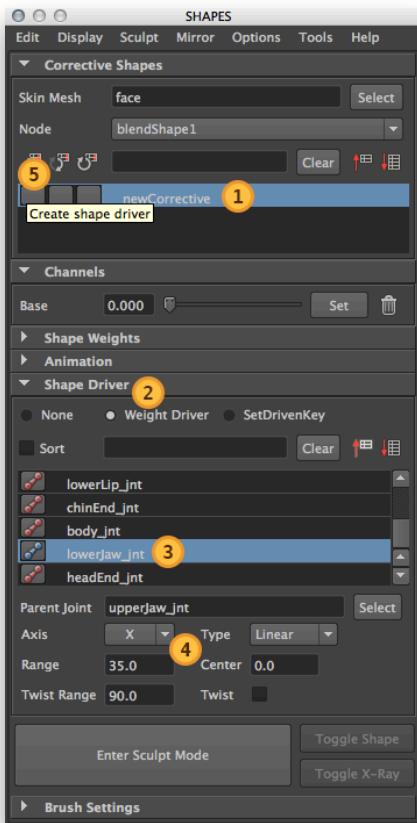 SHAPES
Edit Display Sculpt Mirror Options Tools Help
Corrective Shapes
Skin Mesh face Select
Node blendShape1
Clear
5
newCorrective 1
Create shape driver
Channels
Base 0.000 Set
Shape Weights
Animation
Shape Driver 2
None Weight Driver SetDrivenKey
Sort Clear
lowerLip_jnt
chinEnd_jnt
body_jnt
lowerJaw_jnt 3
headEnd_jnt
Parent Joint upperJaw_jnt Select
Axis X Type Linear
4
Range 35.0 Center 0.0
Twist Range 90.0 Twist
Toggle Shape
Enter Sculpt Mode
Toggle X-Ray
Brush Settings